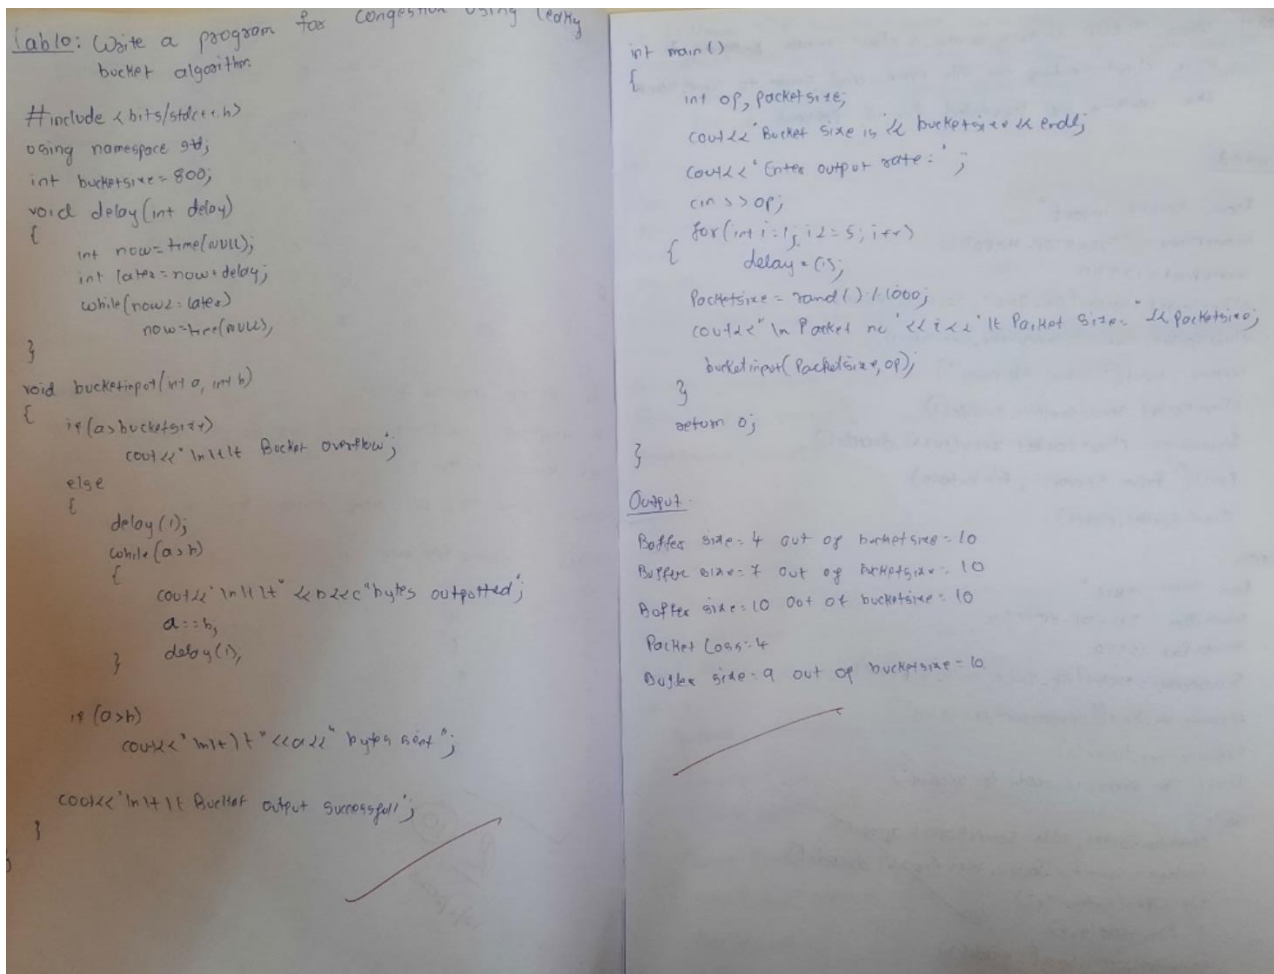 Lab10: Write a program for congestion using leaky
bucket algorithm.
#include <bits/stdc++.h>
using namespace std;
int bucketsize = 800;
void delay(int delay)
{
int now = time(NULL);
int later = now + delay;
while(now <= later)
now = time(NULL);
}
void bucketinput(int a, int b)
{
if(a > bucketsize)
cout<<"\n\t\t Bucket overflow";
else
{
delay(1);
while(a>b)
{
cout<<"\n\t\t" <<b<<"bytes outputted";
a-=b;
delay(1);
}
if(a>b)
cout<<"\n\t\t"<<a<<" bytes sent";
cout<<"\n\t\t Bucket output successful";
}
}
int main()
{
int op, packetsize;
cout<<"Bucket size is "<< bucketsize << endl;
cout<<"Enter output rate: ";
cin>>op;
for(int i=1; i<=5; i++)
{
delay(1);
Packetsize = rand()%1000;
cout<<"\n Packet no "<<i<<"\t Packet size= "<< Packetsize;
bucketinput(Packetsize, op);
}
return 0;
}
Output
Buffer size = 4 out of bucketsize = 10
Buffer size = 7 out of bucketsize = 10
Buffer size = 10 out of bucketsize = 10
Packet Loss = 4
Buffer size = 9 out of bucketsize = 10